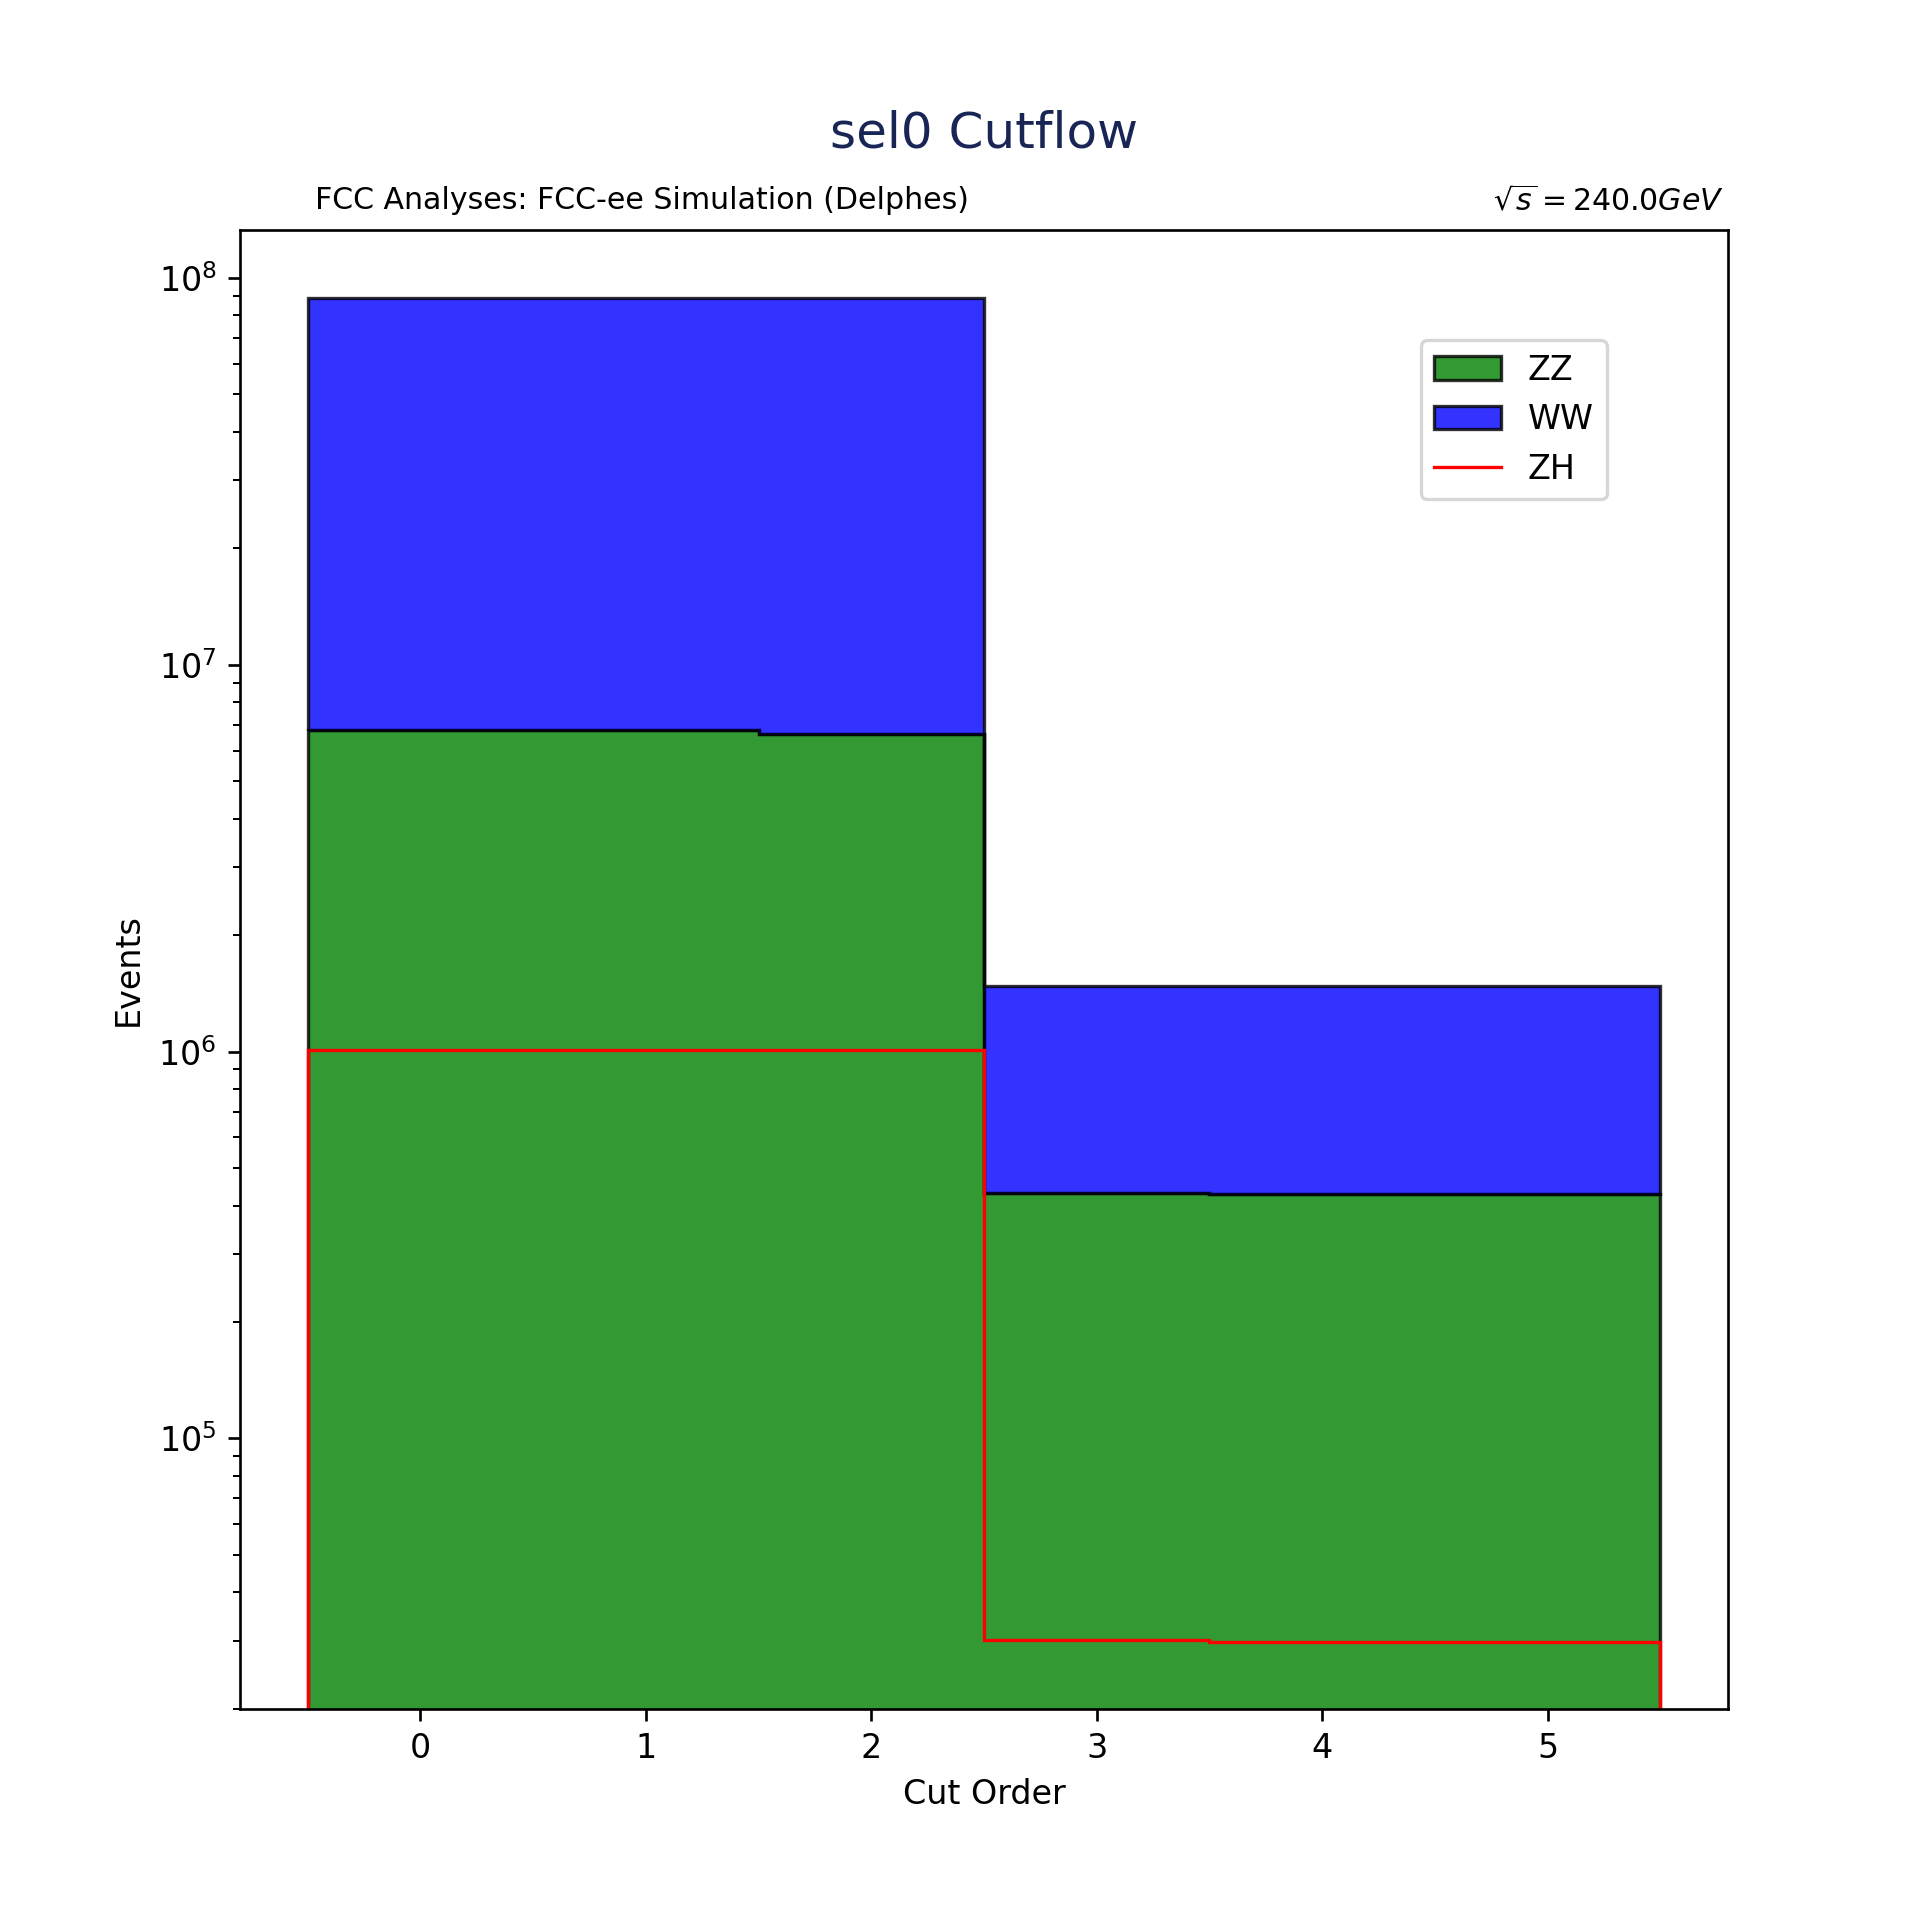 sel0 Cutflow
FCC Analyses: FCC-ee Simulation (Delphes)
√s = 240.0GeV
10⁸
10⁷
10⁶
10⁵
Events
ZZ
WW
ZH
0 1 2 3 4 5
Cut Order